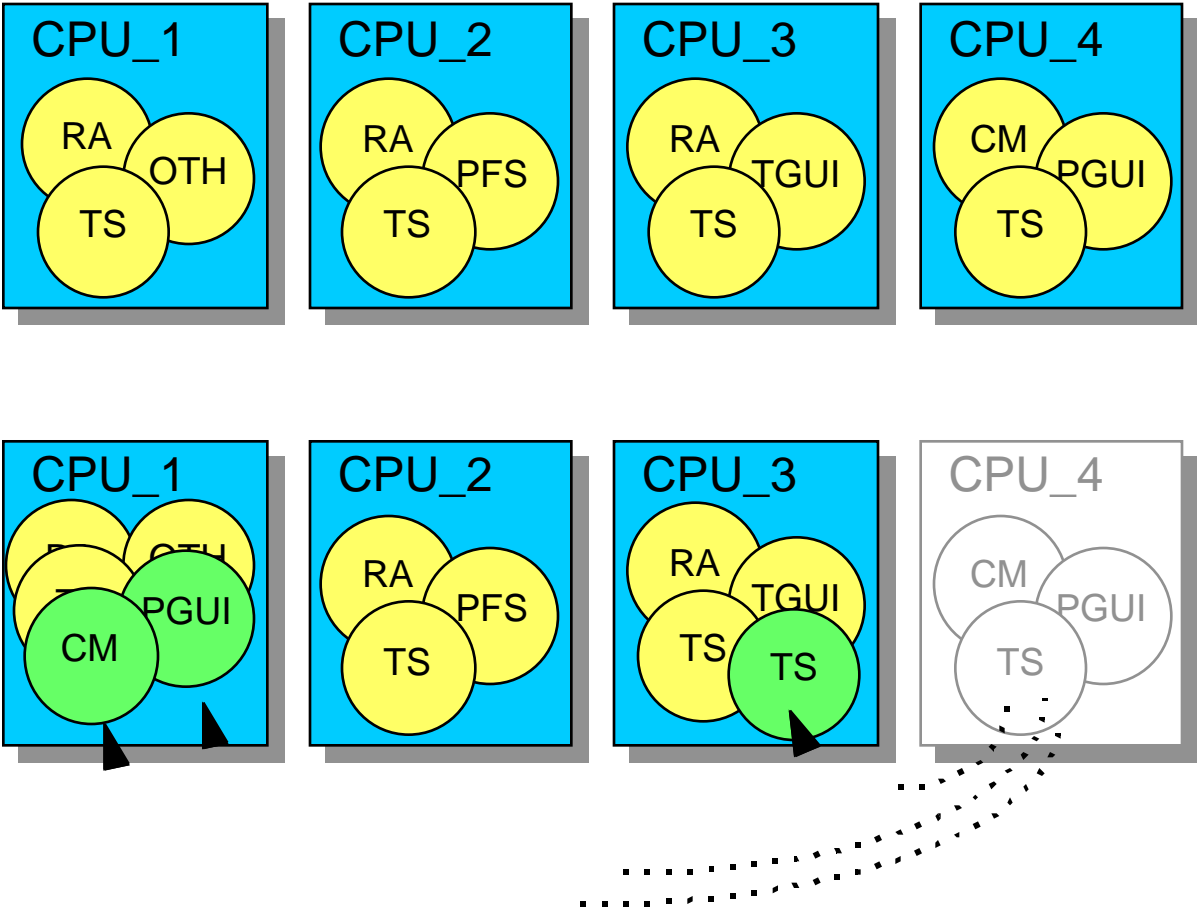 CPU_1
CPU_2
CPU_3
CPU_4
RA
OTH
TS
RA
PFS
TS
RA
TGUI
TS
CM
PGUI
TS
CPU_1
CPU_2
CPU_3
CPU_4
OTH
PGUI
CM
RA
PFS
TS
RA
TGUI
TS
TS
CM
PGUI
TS